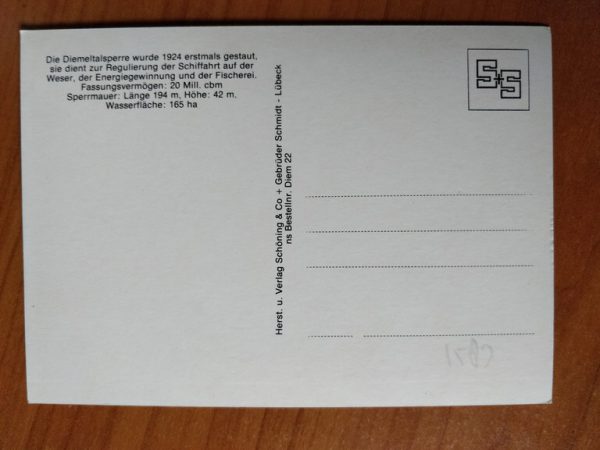 Die Diemeltalsperre wurde 1924 erstmals gestaut,
sie dient zur Regulierung der Schiffahrt auf der
Weser, der Energiegewinnung und der Fischerei.
Fassungsvermögen: 20 Mill. cbm
Sperrmauer: Länge 194 m, Höhe: 42 m,
Wasserfläche: 165 ha
Herst. u. Verlag Schöning & Co + Gebrüder Schmidt - Lübeck
ns Bestellnr. Diem 22
S+S